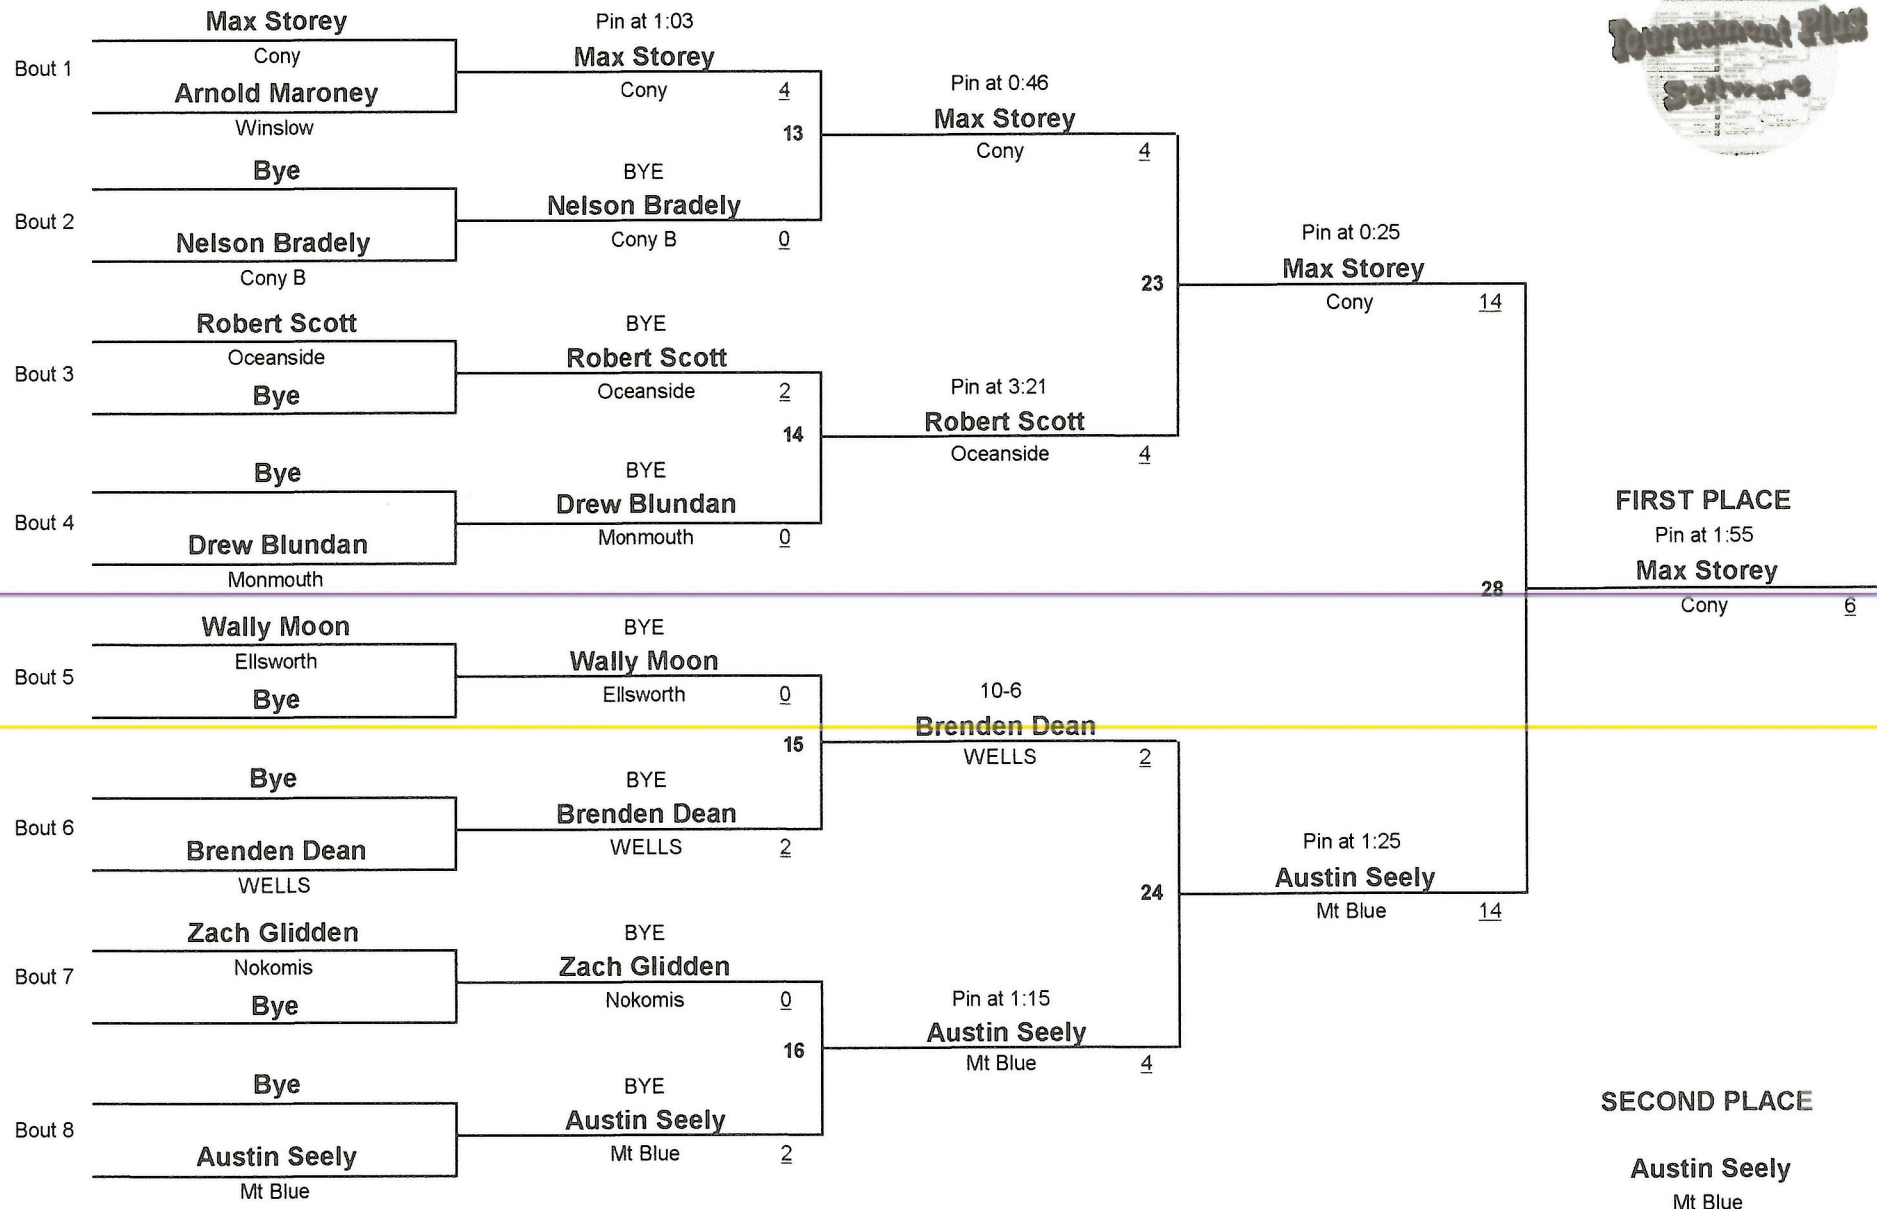 Tournament Plus
Software
Max Storey
Cony
Bout 1
Arnold Maroney
Winslow
Bye
Bout 2
Nelson Bradely
Cony B
Robert Scott
Oceanside
Bout 3
Bye
Bye
Bout 4
Drew Blundan
Monmouth
Wally Moon
Ellsworth
Bout 5
Bye
Bye
Bout 6
Brenden Dean
WELLS
Zach Glidden
Nokomis
Bout 7
Bye
Bye
Bout 8
Austin Seely
Mt Blue
Pin at 1:03
Max Storey
Cony 4
13
BYE
Nelson Bradely
Cony B 0
BYE
Robert Scott
Oceanside 2
14
BYE
Drew Blundan
Monmouth 0
BYE
Wally Moon
Ellsworth 0
15
BYE
Brenden Dean
WELLS 2
BYE
Zach Glidden
Nokomis 0
16
BYE
Austin Seely
Mt Blue 2
Pin at 0:46
Max Storey
Cony 4
23
Pin at 3:21
Robert Scott
Oceanside 4
10-6
Brenden Dean
WELLS 2
24
Pin at 1:15
Austin Seely
Mt Blue 4
Pin at 0:25
Max Storey
Cony 14
28
Pin at 1:25
Austin Seely
Mt Blue 14
FIRST PLACE
Pin at 1:55
Max Storey
Cony 6
SECOND PLACE
Austin Seely
Mt Blue